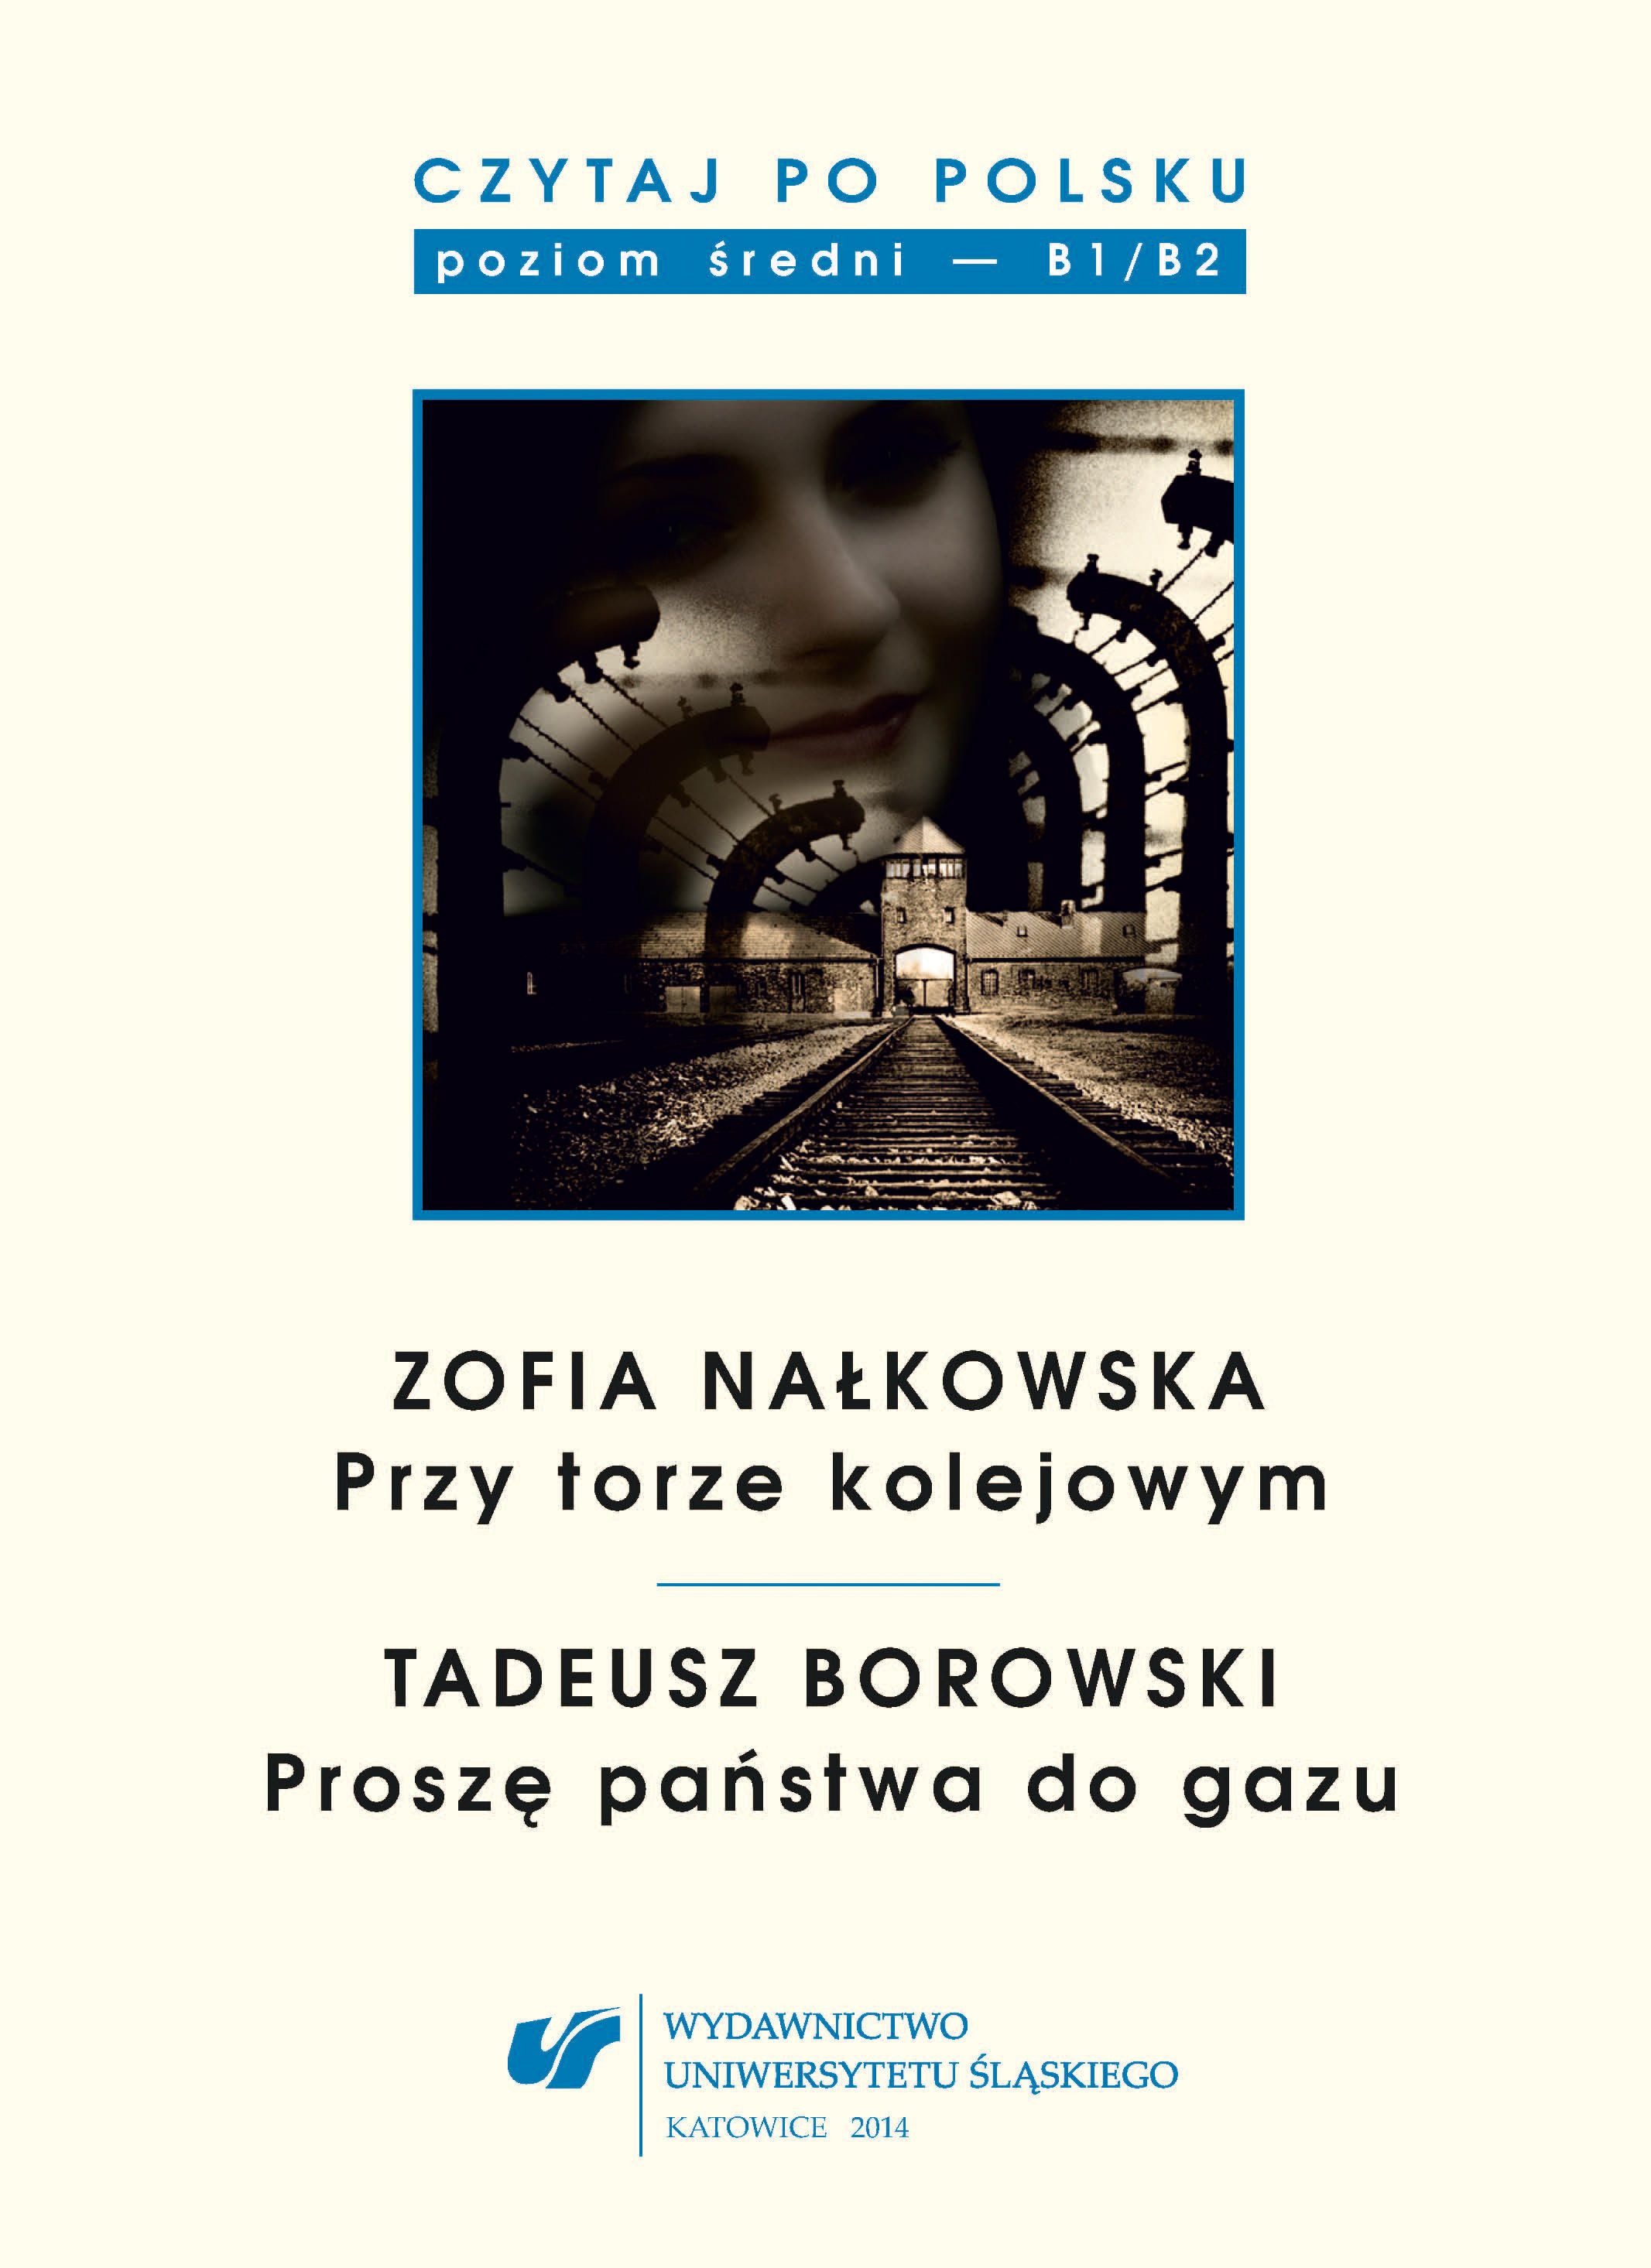 CZYTAJ PO POLSKU
poziom średni — B1/B2
ZOFIA NAŁKOWSKA
Przy torze kolejowym
TADEUSZ BOROWSKI
Proszę państwa do gazu
WYDAWNICTWO
UNIWERSYTETU ŚLĄSKIEGO
KATOWICE 2014